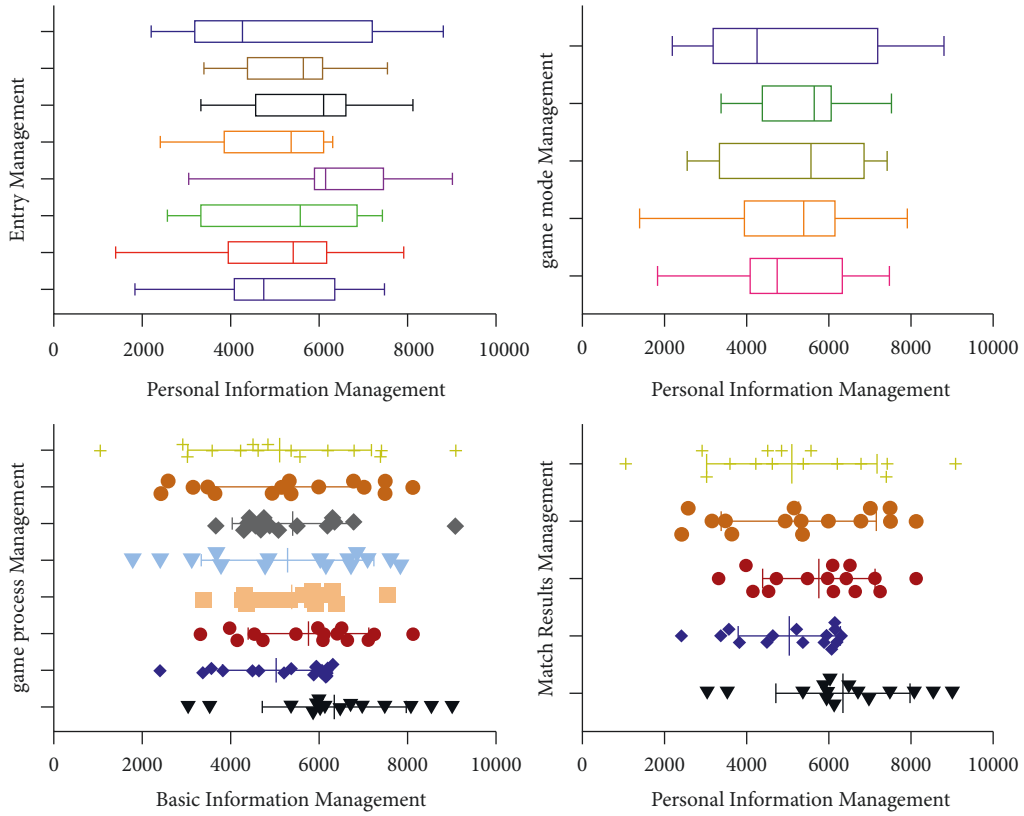 Entry Management
0 2000 4000 6000 8000 10000
Personal Information Management
game mode Management
0 2000 4000 6000 8000 10000
Personal Information Management
game process Management
0 2000 4000 6000 8000 10000
Basic Information Management
Match Results Management
0 2000 4000 6000 8000 10000
Personal Information Management